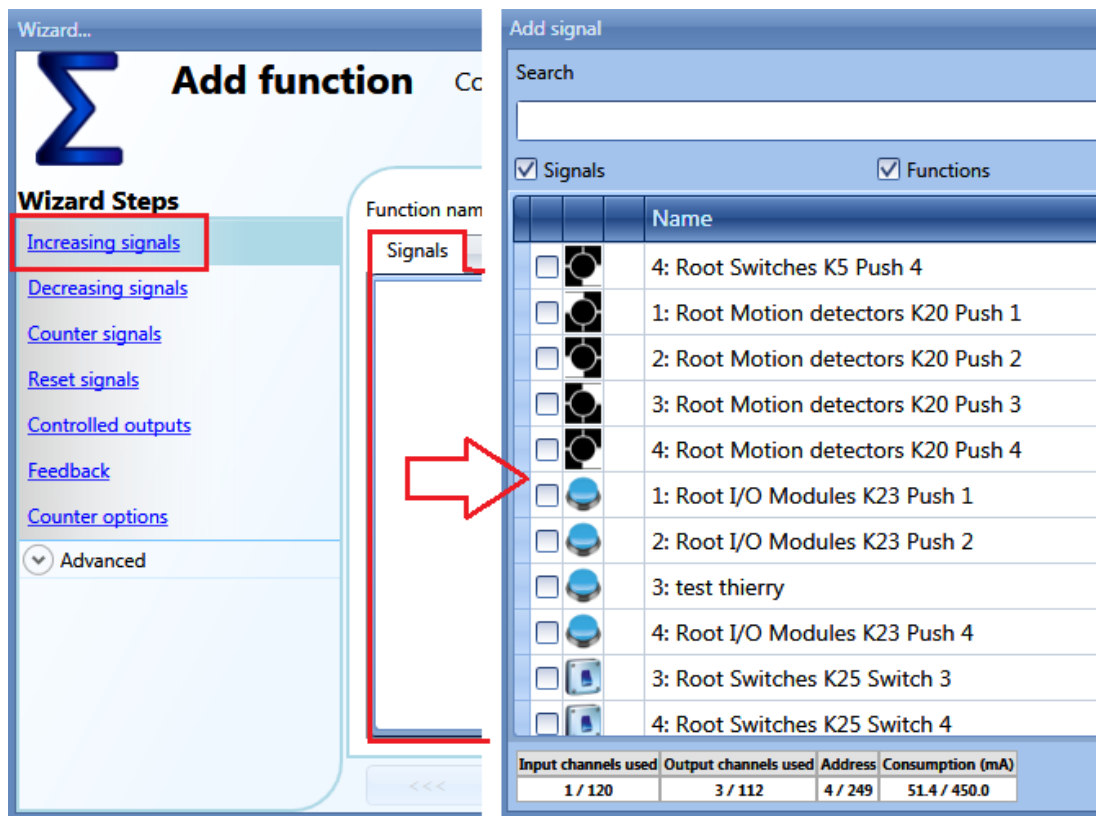 Wizard...
Add function
Wizard Steps
Increasing signals
Decreasing signals
Counter signals
Reset signals
Controlled outputs
Feedback
Counter options
Advanced
Function nam
Signals
<<<
Add signal
Search
Signals
Functions
Name
4: Root Switches K5 Push 4
1: Root Motion detectors K20 Push 1
2: Root Motion detectors K20 Push 2
3: Root Motion detectors K20 Push 3
4: Root Motion detectors K20 Push 4
1: Root I/O Modules K23 Push 1
2: Root I/O Modules K23 Push 2
3: test thierry
4: Root I/O Modules K23 Push 4
3: Root Switches K25 Switch 3
4: Root Switches K25 Switch 4
Input channels used Output channels used Address Consumption (mA)
1 / 120 3 / 112 4 / 249 51.4 / 450.0